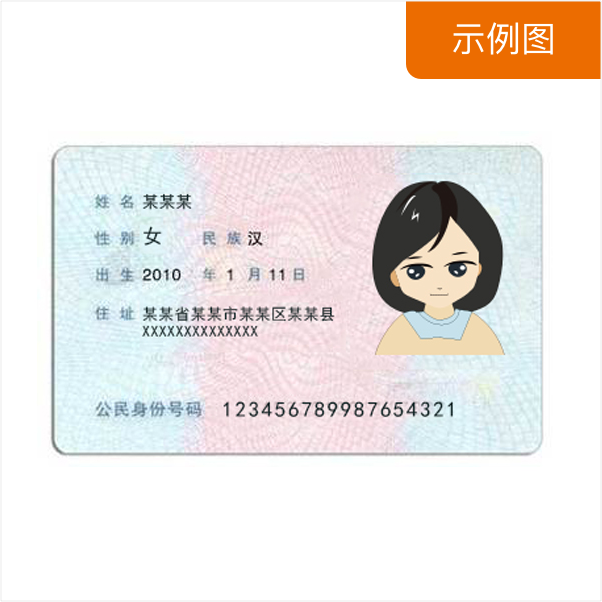 示例图
姓名 某某某
性别 女 民族 汉
出生 2010 年 1 月 11 日
住址 某某省某某市某某区某某县
XXXXXXXXXXXXXX
公民身份号码 123456789987654321